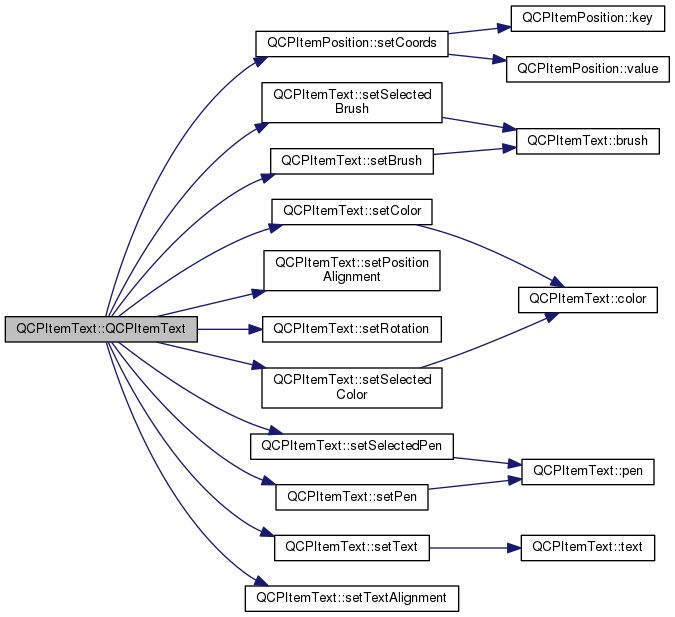 QCPItemPosition::key
QCPItemPosition::setCoords
QCPItemPosition::value
QCPItemText::setSelected
Brush
QCPItemText::brush
QCPItemText::setBrush
QCPItemText::setColor
QCPItemText::setPosition
Alignment
QCPItemText::color
QCPItemText::QCPItemText
QCPItemText::setRotation
QCPItemText::setSelected
Color
QCPItemText::setSelectedPen
QCPItemText::pen
QCPItemText::setPen
QCPItemText::setText
QCPItemText::text
QCPItemText::setTextAlignment